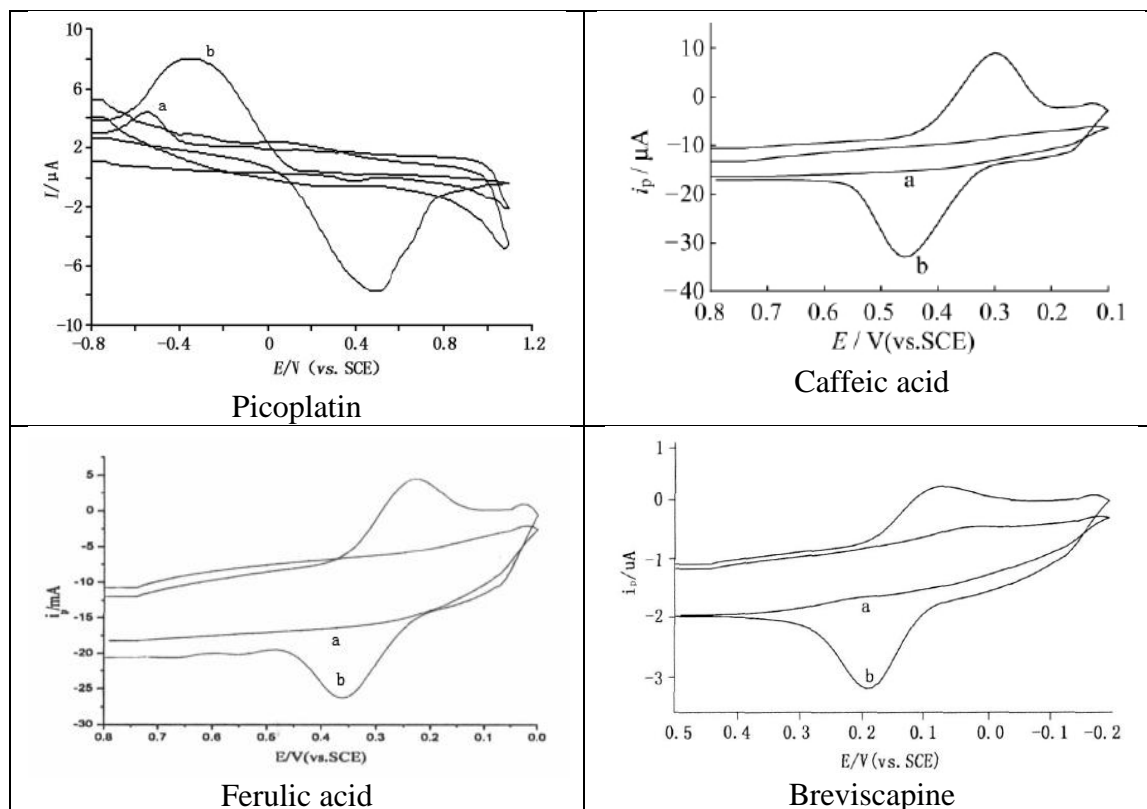 10
b
6
a
2
I/μA
-2
-6
-10
-0.8 -0.4 0 0.4 0.8 1.2
E/V (vs. SCE)
Picoplatin
10
0
-10
a
-20
ip / μA
-30
b
-40
0.8 0.7 0.6 0.5 0.4 0.3 0.2 0.1
E / V(vs.SCE)
Caffeic acid
5
0
-5
-10
ip/mA
-15
a
-20
b
-25
-30
0.8 0.7 0.6 0.5 0.4 0.3 0.2 0.1 0.0
E/V(vs.SCE)
Ferulic acid
1
0
-1
ip/uA
a
-2
b
-3
0.5 0.4 0.3 0.2 0.1 0.0 -0.1 -0.2
E/V(vs.SCE)
Breviscapine